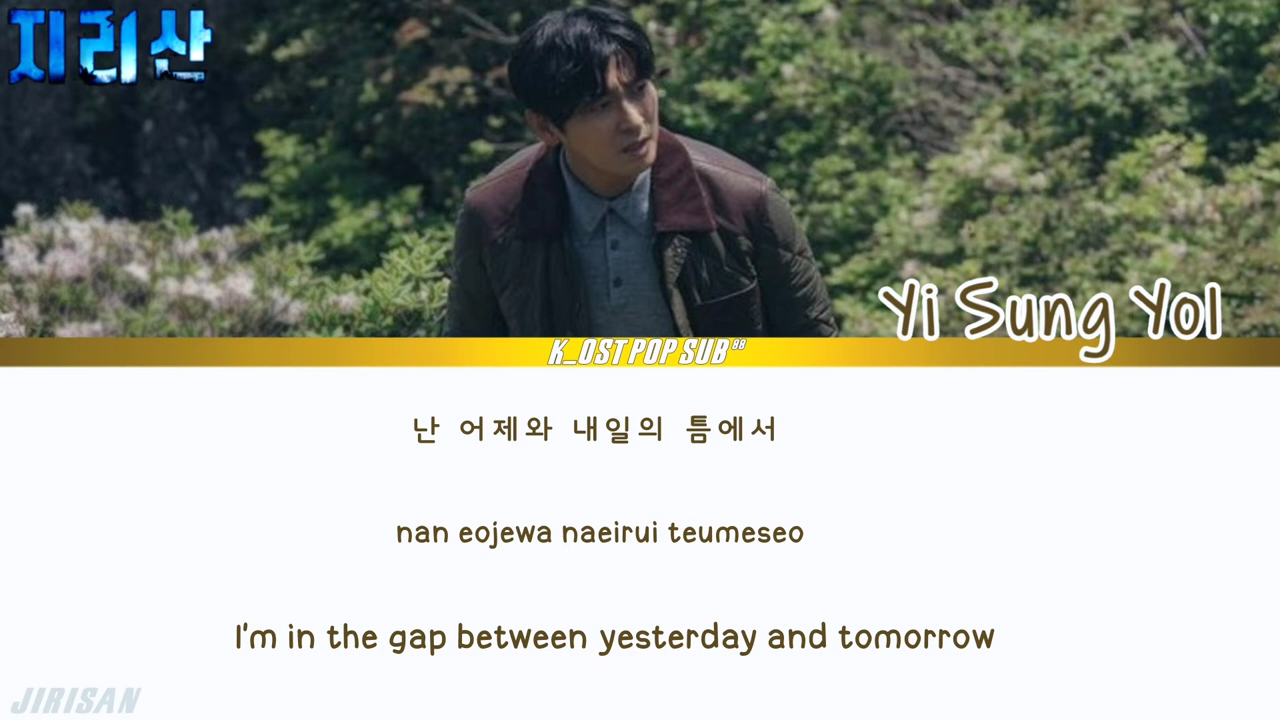 지리산
Yi Sung Yol
K_OST POP SUB 98
난 어제와 내일의 틈에서
nan eojewa naeirui teumeseo
I'm in the gap between yesterday and tomorrow
JIRISAN